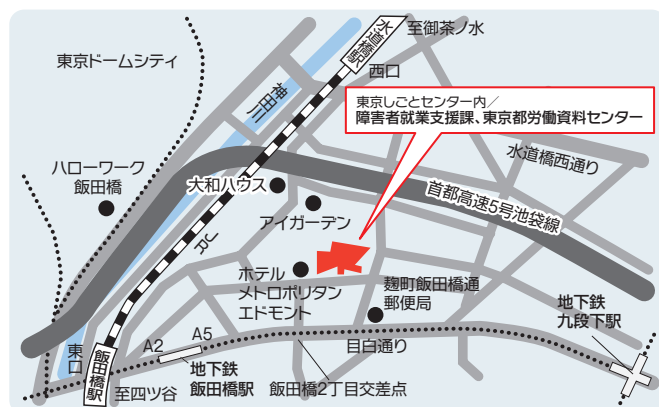 至御茶ノ水
水道橋駅
西口
東京ドームシティ
神田川
東京しごとセンター内／
障害者就業支援課、東京都労働資料センター
水道橋西通り
ハローワーク
飯田橋
大和ハウス
首都高速5号池袋線
アイガーデン
JR
ホテル
メトロポリタン
エドモント
麹町飯田橋通
郵便局
地下鉄
九段下駅
目白通り
東口
飯田橋駅
A2
A5
地下鉄
飯田橋駅
飯田橋2丁目交差点
至四ツ谷